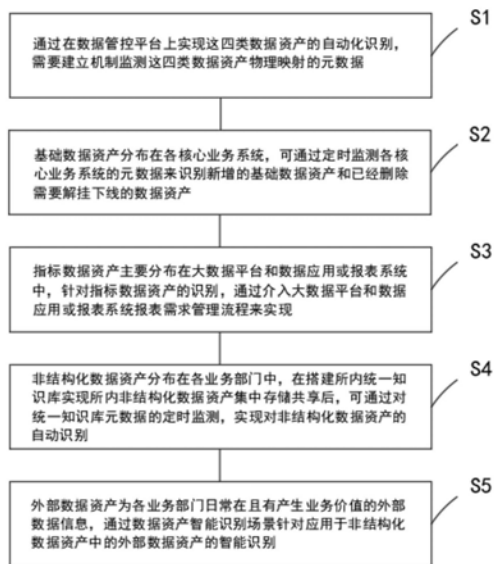 S1
通过在数据管控平台上实现这四类数据资产的自动化识别，
需要建立机制监测这四类数据资产物理映射的元数据
S2
基础数据资产分布在各核心业务系统，可通过定时监测各核
心业务系统的元数据来识别新增的基础数据资产和已经删除
需要解挂下线的数据资产
S3
指标数据资产主要分布在大数据平台和数据应用或报表系统
中，针对指标数据资产的识别，通过介入大数据平台和数据
应用或报表系统报表需求管理流程来实现
S4
非结构化数据资产分布在各业务部门中，在搭建所内统一知
识库实现所内非结构化数据资产集中存储共享后，可通过对
统一知识库元数据的定时监测，实现对非结构化数据资产的
自动识别
S5
外部数据资产为各业务部门日常在且有产生业务价值的外部
数据信息，通过数据资产智能识别场景针对应用于非结构化
数据资产中的外部数据资产的智能识别